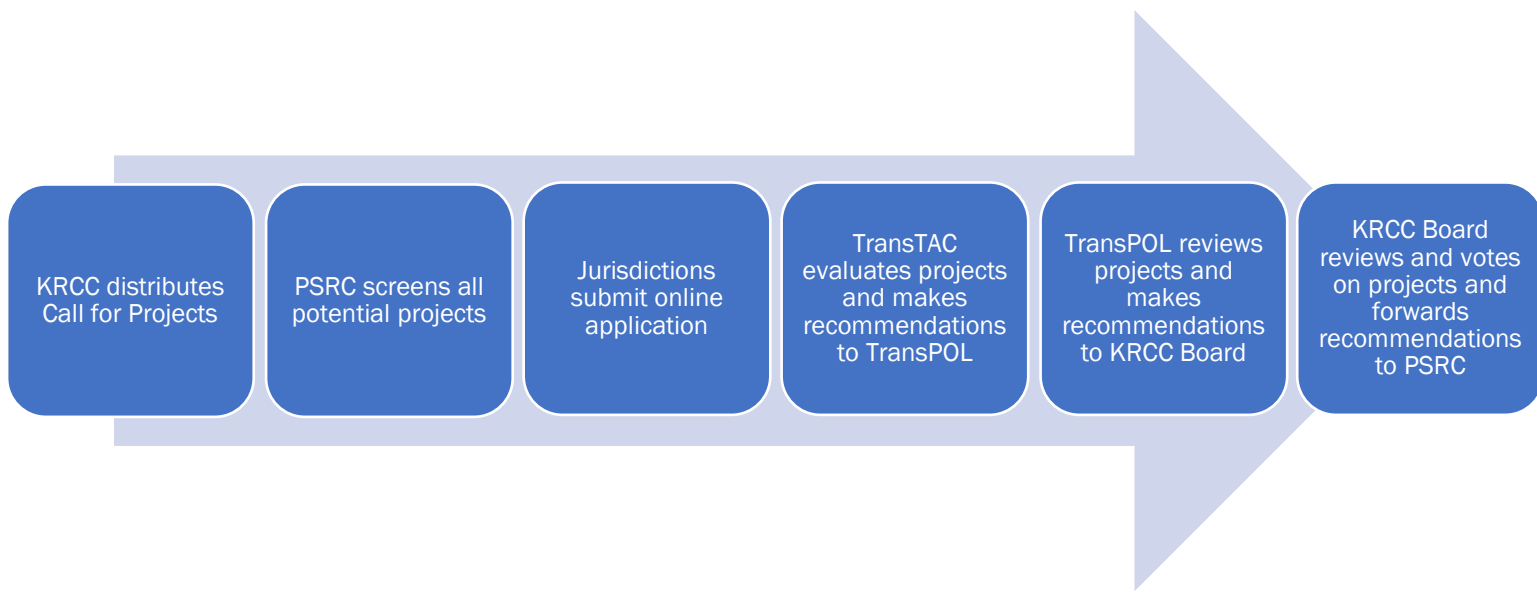 KRCC distributes
Call for Projects
PSRC screens all
potential projects
Jurisdictions
submit online
application
TransTAC
evaluates projects
and makes
recommendations
to TransPOL
TransPOL reviews
projects and
makes
recommendations
to KRCC Board
KRCC Board
reviews and votes
on projects and
forwards
recommendations
to PSRC